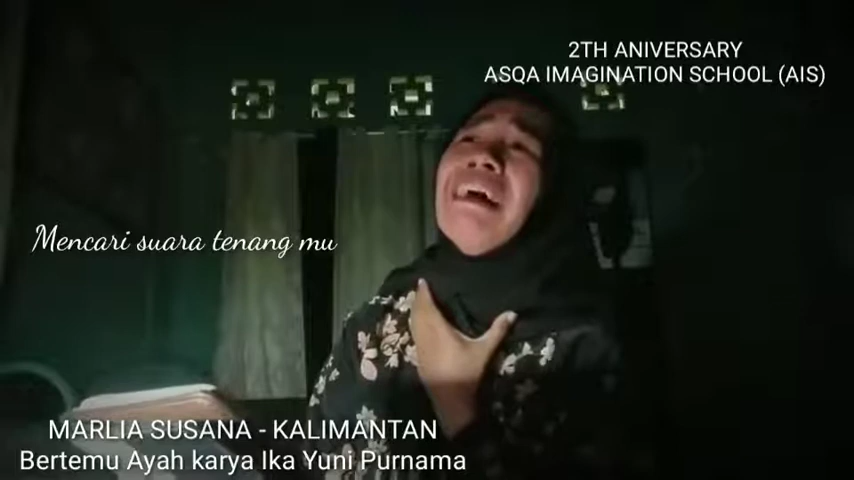 2TH ANIVERSARY
ASQA IMAGINATION SCHOOL (AIS)
Mencari suara tenang mu
MARLIA SUSANA - KALIMANTAN
Bertemu Ayah karya Ika Yuni Purnama